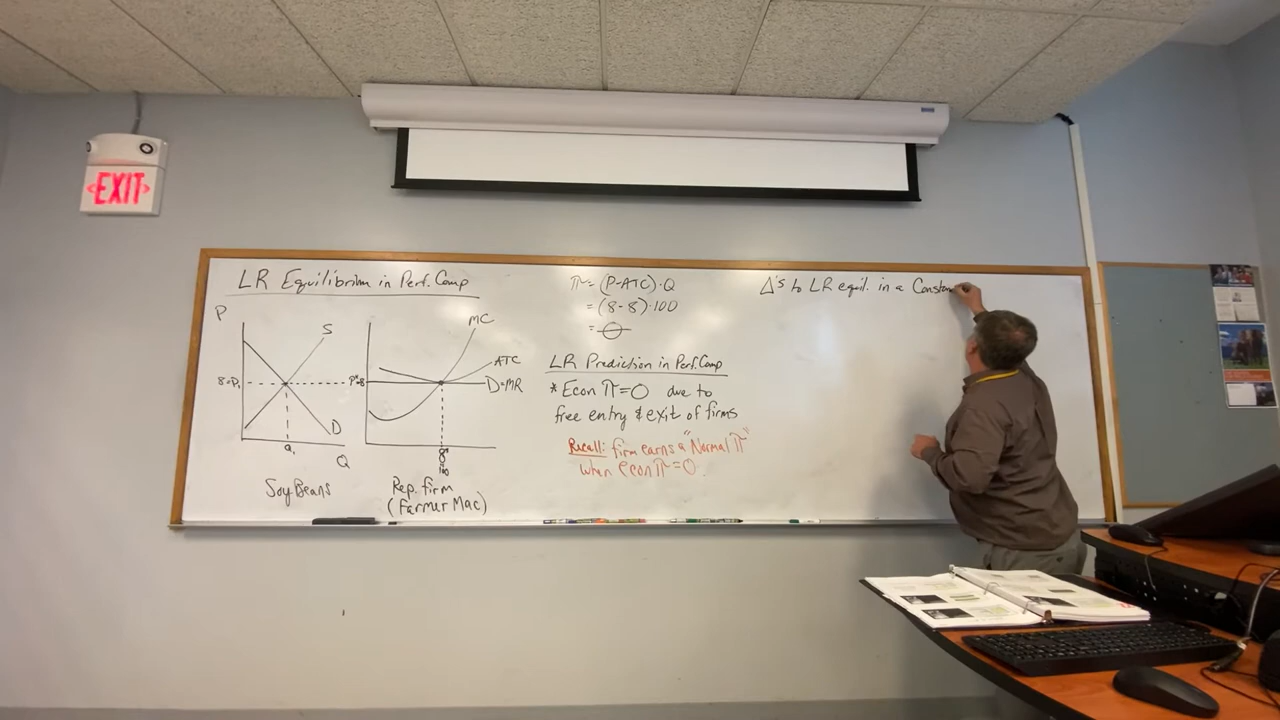 EXIT
LR Equilibrium in Perf. Comp
P
S
8=P₁
D
Q₁
Q
Soy Beans
MC
ATC
P*=8
D=MR
Rep. firm
(Farmer Mac)
π = (P-ATC)·Q
= (8-8)·100
= 0
LR Prediction in Perf. Comp
* Econ π=0 due to
free entry & exit of firms
Recall: firm earns a "Normal π"
when econ π=0.
Δ's to LR equil. in a Constan